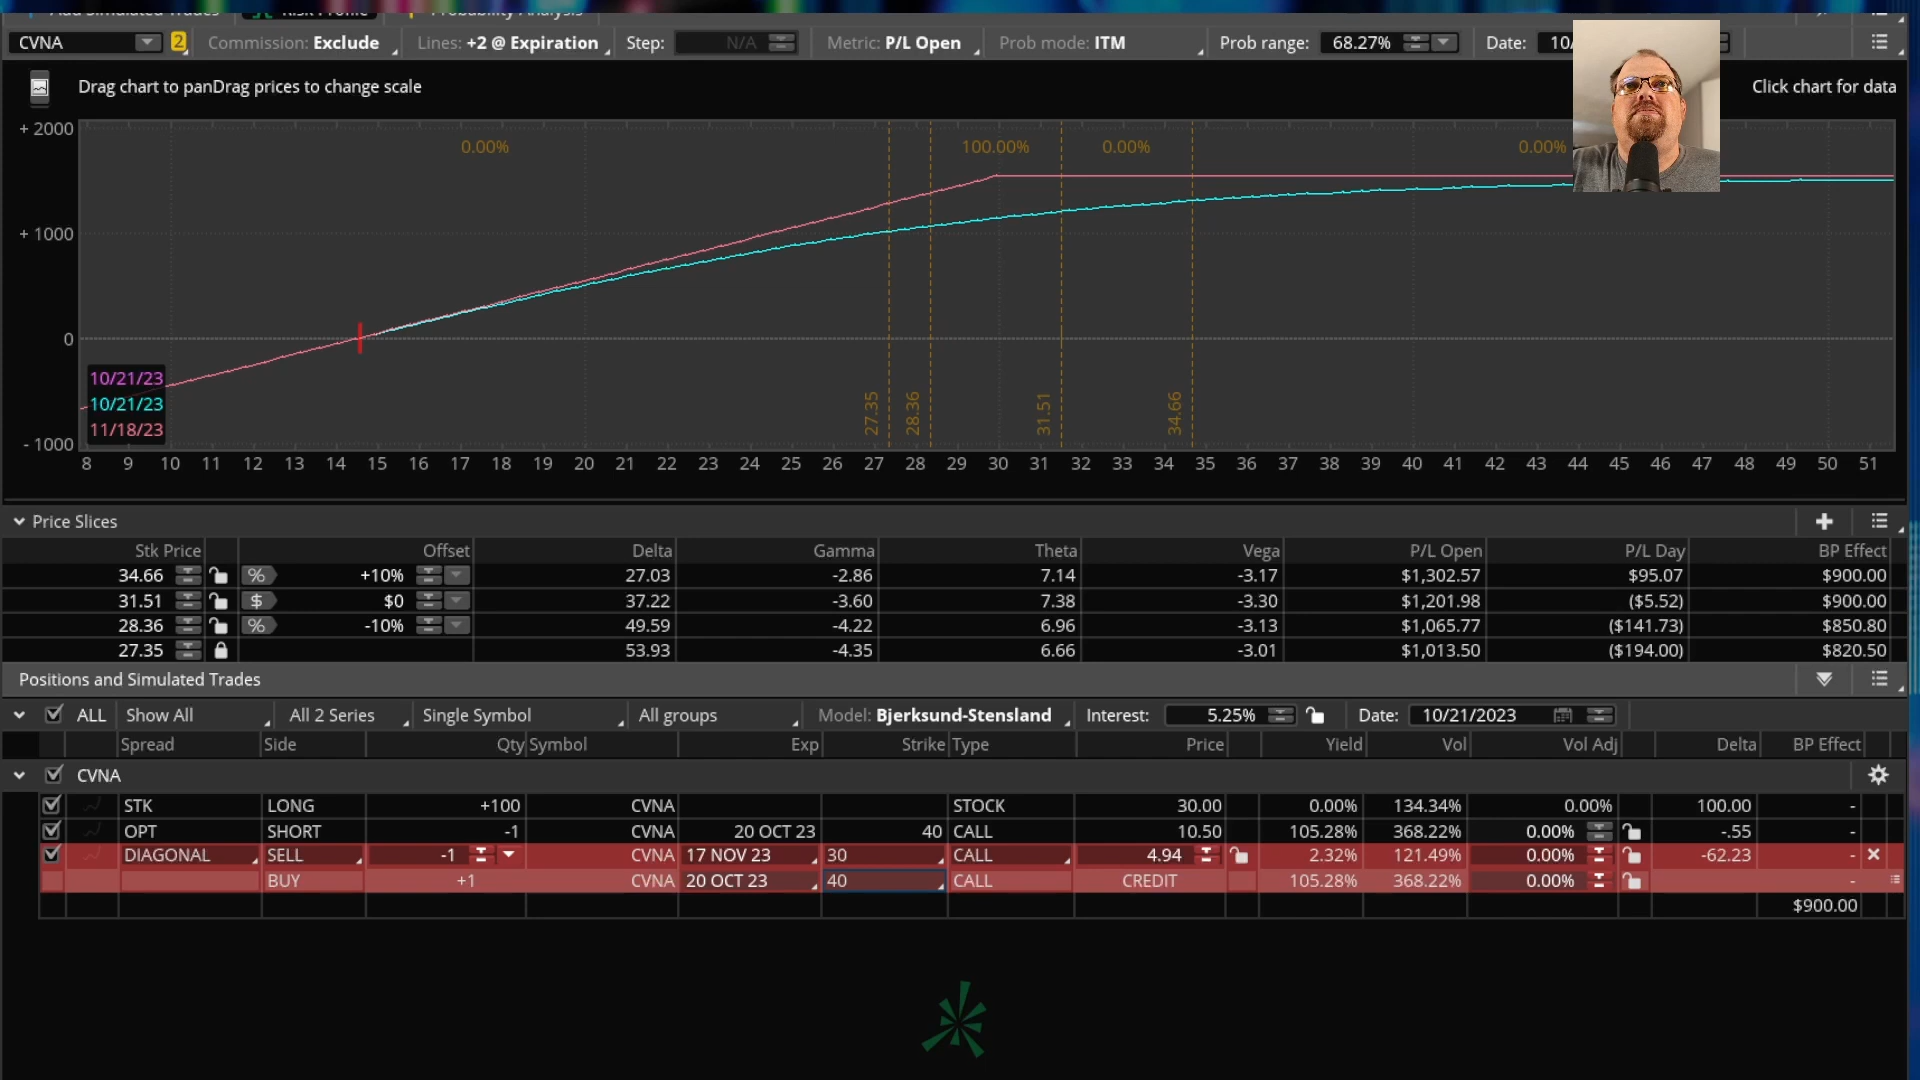 Add Simulated Trades Risk Profile Probability Analysis
CVNA 2 Commission: Exclude Lines: +2 @ Expiration Step: N/A Metric: P/L Open Prob mode: ITM Prob range: 68.27% Date: 10/
Drag chart to panDrag prices to change scale Click chart for data
+ 2000
0.00% 100.00% 0.00% 0.00%
+ 1000
0
10/21/23
10/21/23
11/18/23
27.35 28.36 31.51 34.66
- 1000
8 9 10 11 12 13 14 15 16 17 18 19 20 21 22 23 24 25 26 27 28 29 30 31 32 33 34 35 36 37 38 39 40 41 42 43 44 45 46 47 48 49 50 51
Price Slices
Stk Price Offset Delta Gamma Theta Vega P/L Open P/L Day BP Effect
34.66 % +10% 27.03 -2.86 7.14 -3.17 $1,302.57 $95.07 $900.00
31.51 $ $0 37.22 -3.60 7.38 -3.30 $1,201.98 ($5.52) $900.00
28.36 % -10% 49.59 -4.22 6.96 -3.13 $1,065.77 ($141.73) $850.80
27.35 53.93 -4.35 6.66 -3.01 $1,013.50 ($194.00) $820.50
Positions and Simulated Trades
ALL Show All All 2 Series Single Symbol All groups Model: Bjerksund-Stensland Interest: 5.25% Date: 10/21/2023
Spread Side Qty Symbol Exp Strike Type Price Yield Vol Vol Adj Delta BP Effect
CVNA
STK LONG +100 CVNA STOCK 30.00 0.00% 134.34% 0.00% 100.00 -
OPT SHORT -1 CVNA 20 OCT 23 40 CALL 10.50 105.28% 368.22% 0.00% -.55 -
DIAGONAL SELL -1 CVNA 17 NOV 23 30 CALL 4.94 2.32% 121.49% 0.00% -62.23 -
BUY +1 CVNA 20 OCT 23 40 CALL CREDIT 105.28% 368.22% 0.00% -
$900.00